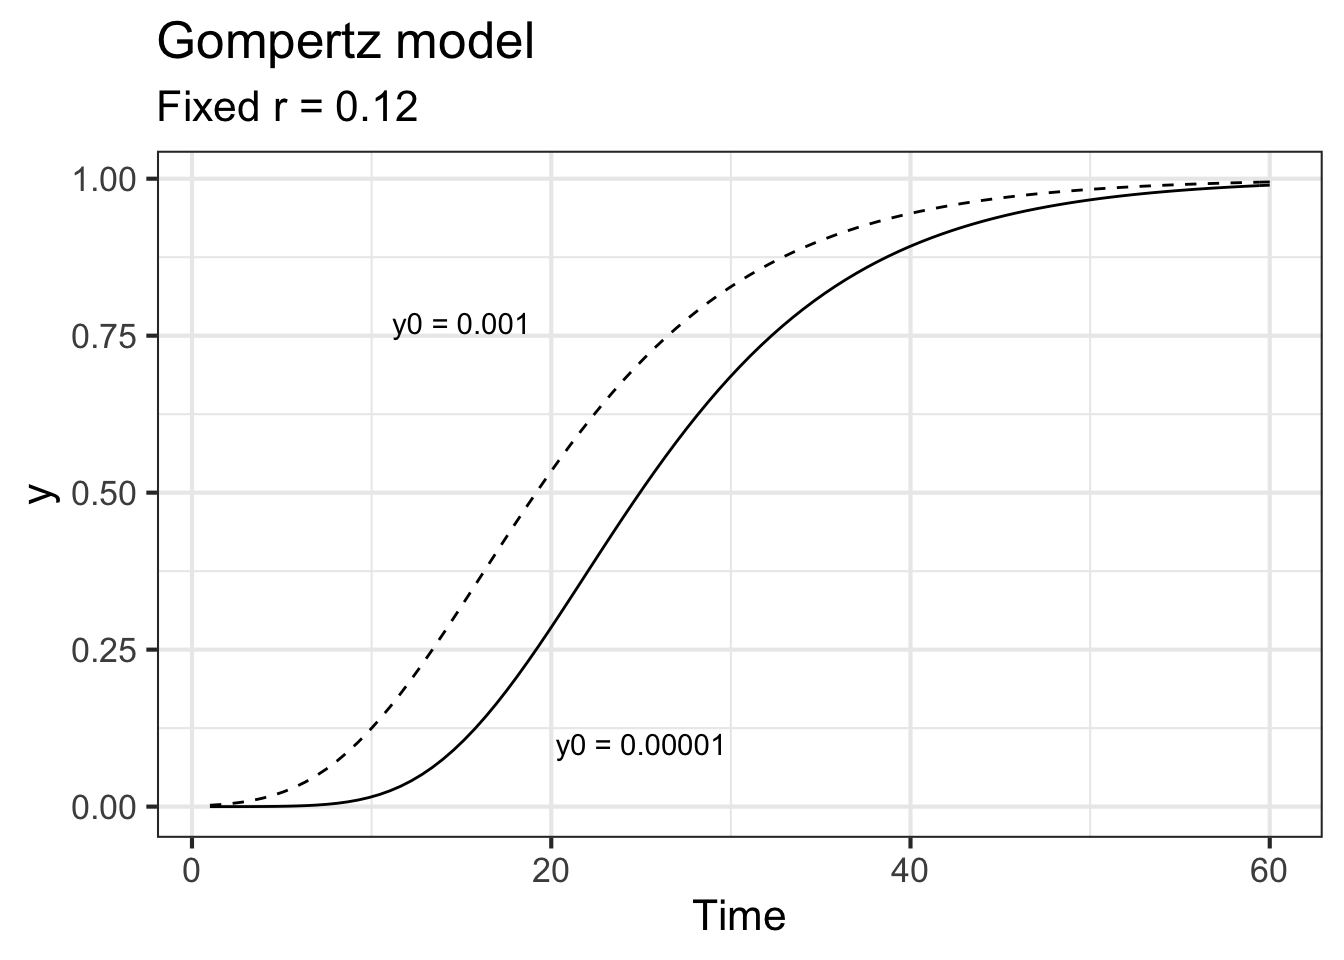 Gompertz model
Fixed r = 0.12
1.00
0.75
0.50
0.25
0.00
y
y0 = 0.001
y0 = 0.00001
0 20 40 60
Time